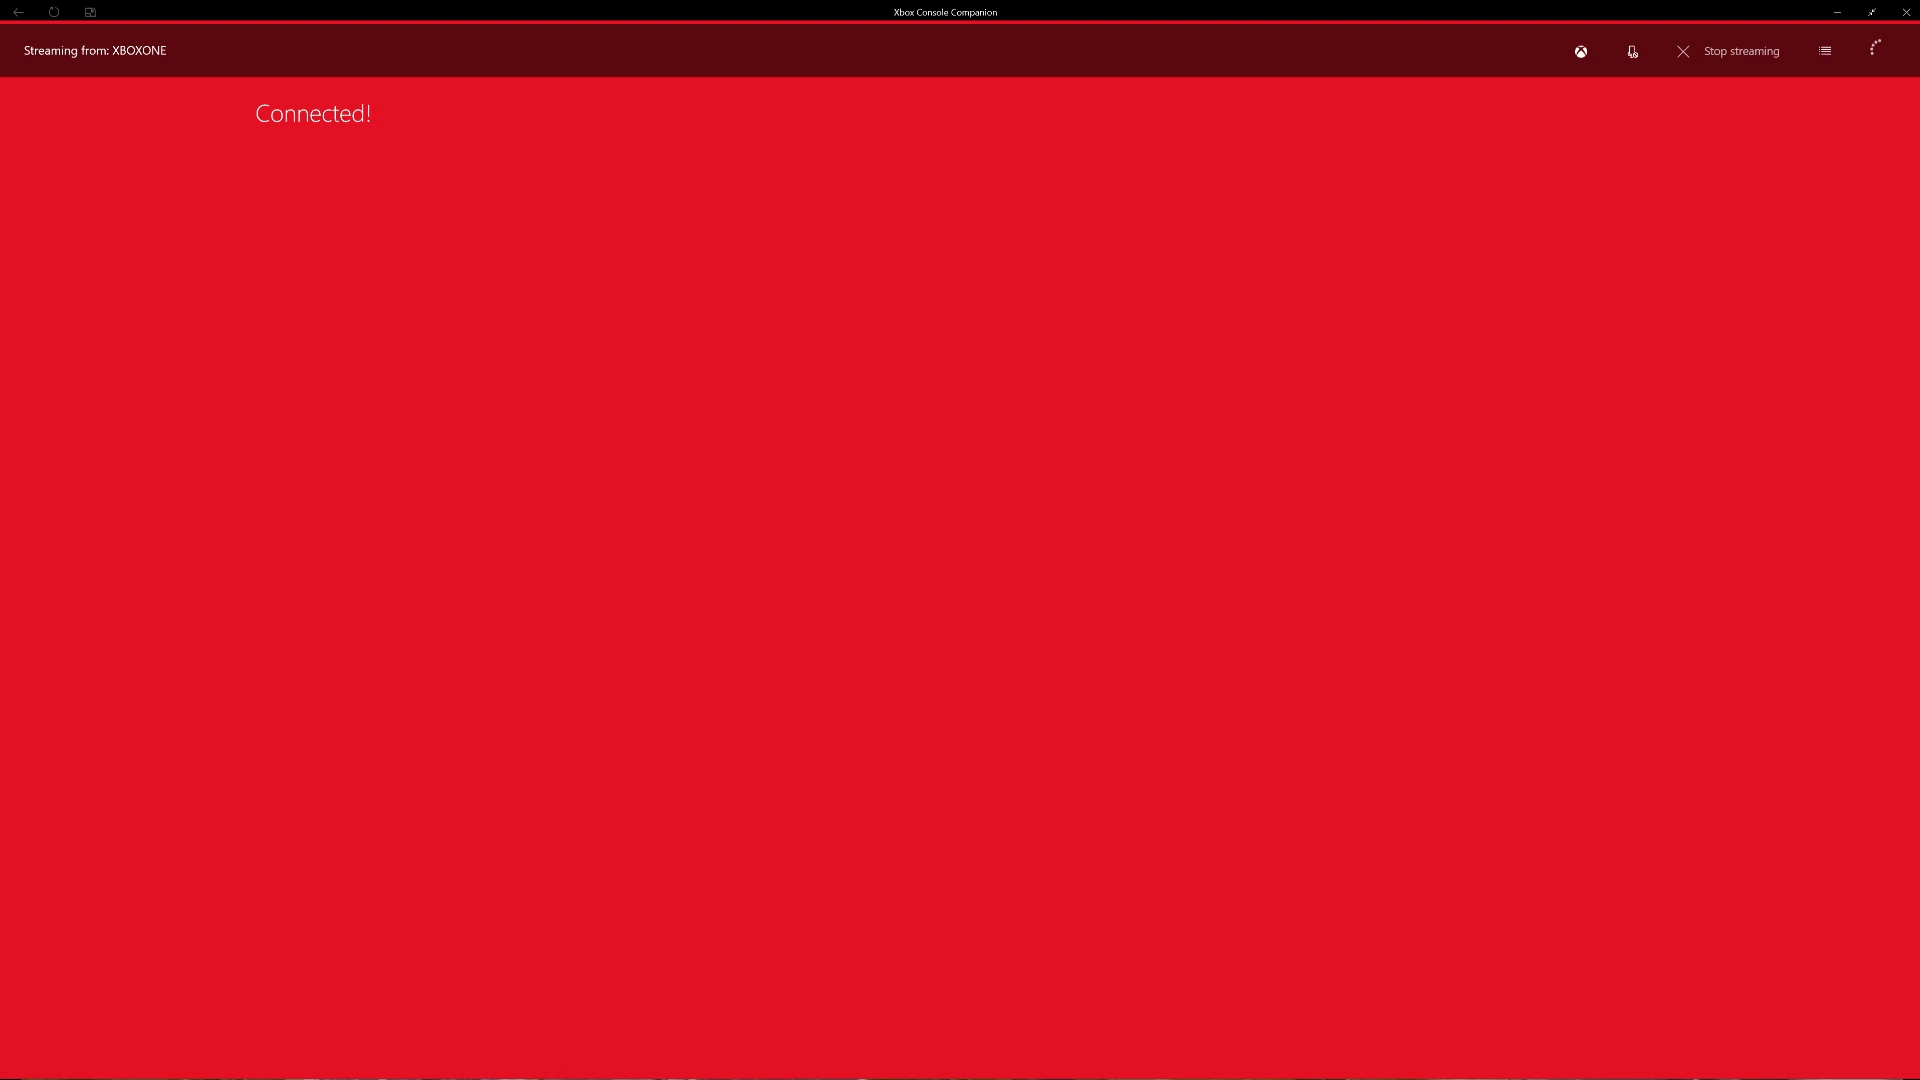 Xbox Console Companion
Streaming from: XBOXONE
Stop streaming
Connected!